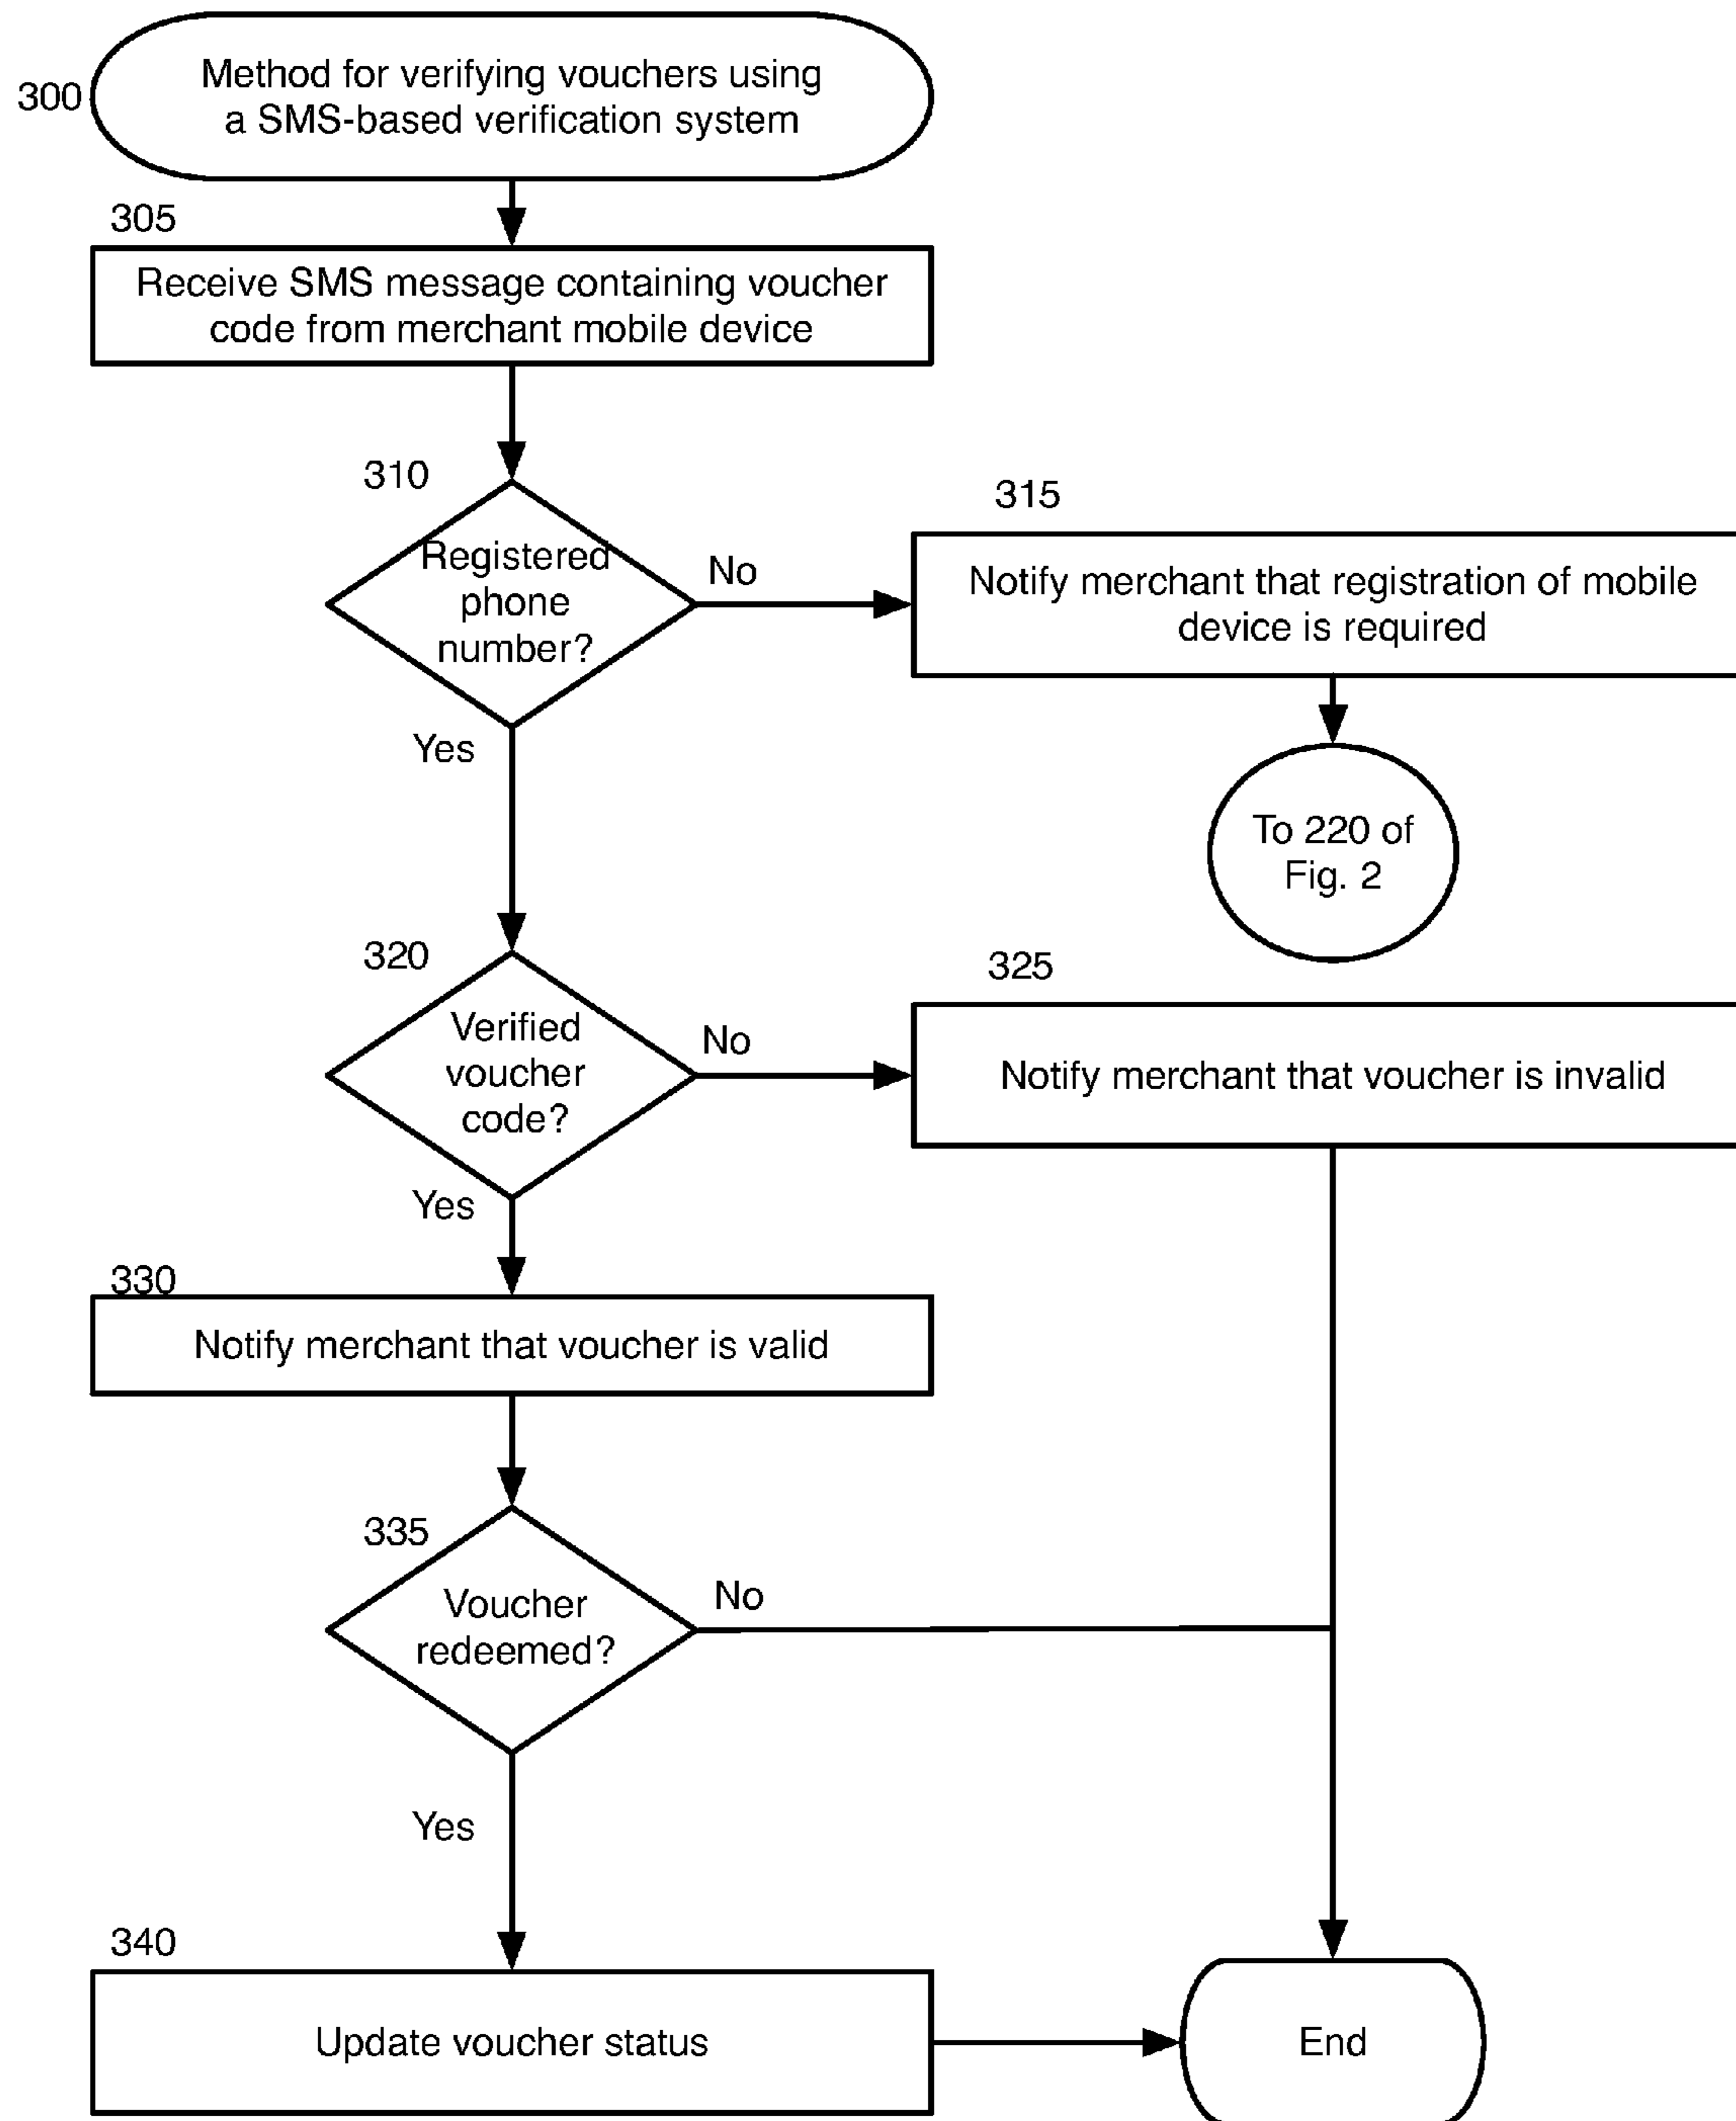 300
Method for verifying vouchers using
a SMS-based verification system
305
Receive SMS message containing voucher
code from merchant mobile device
310
Registered
phone
number?
No
Yes
315
Notify merchant that registration of mobile
device is required
To 220 of
Fig. 2
320
Verified
voucher
code?
No
Yes
325
Notify merchant that voucher is invalid
330
Notify merchant that voucher is valid
335
Voucher
redeemed?
No
Yes
340
Update voucher status
End